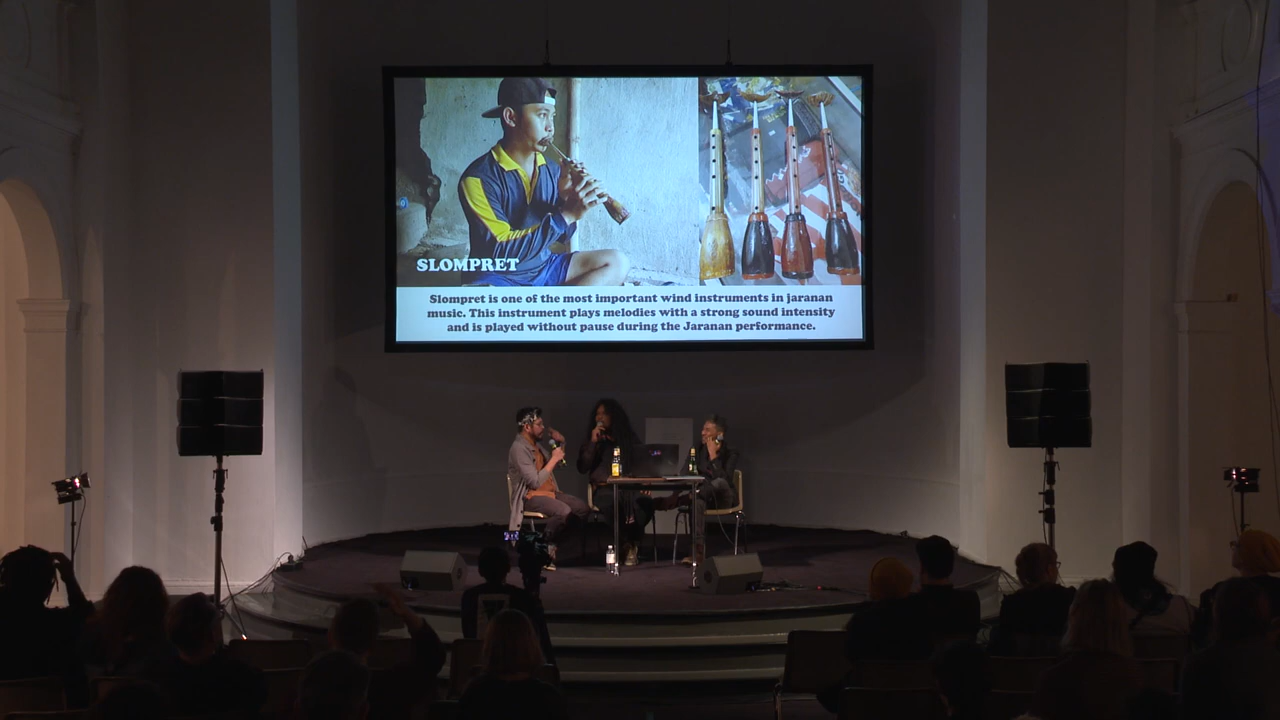 SLOMPRET
Slompret is one of the most important wind instruments in jaranan
music. This instrument plays melodies with a strong sound intensity
and is played without pause during the Jaranan performance.